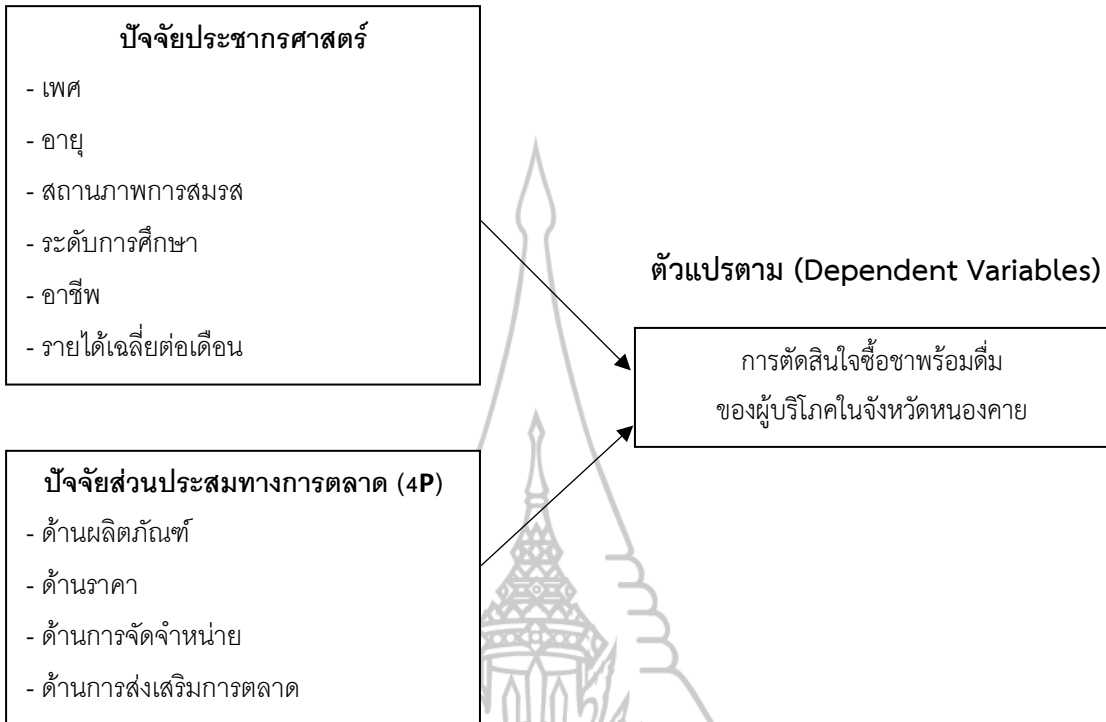 ปัจจัยประชากรศาสตร์
- เพศ
- อายุ
- สถานภาพการสมรส
- ระดับการศึกษา
- อาชีพ
- รายได้เฉลี่ยต่อเดือน
ปัจจัยส่วนประสมทางการตลาด (4P)
- ด้านผลิตภัณฑ์
- ด้านราคา
- ด้านการจัดจำหน่าย
- ด้านการส่งเสริมการตลาด
ตัวแปรตาม (Dependent Variables)
การตัดสินใจซื้อชาพร้อมดื่ม
ของผู้บริโภคในจังหวัดหนองคาย